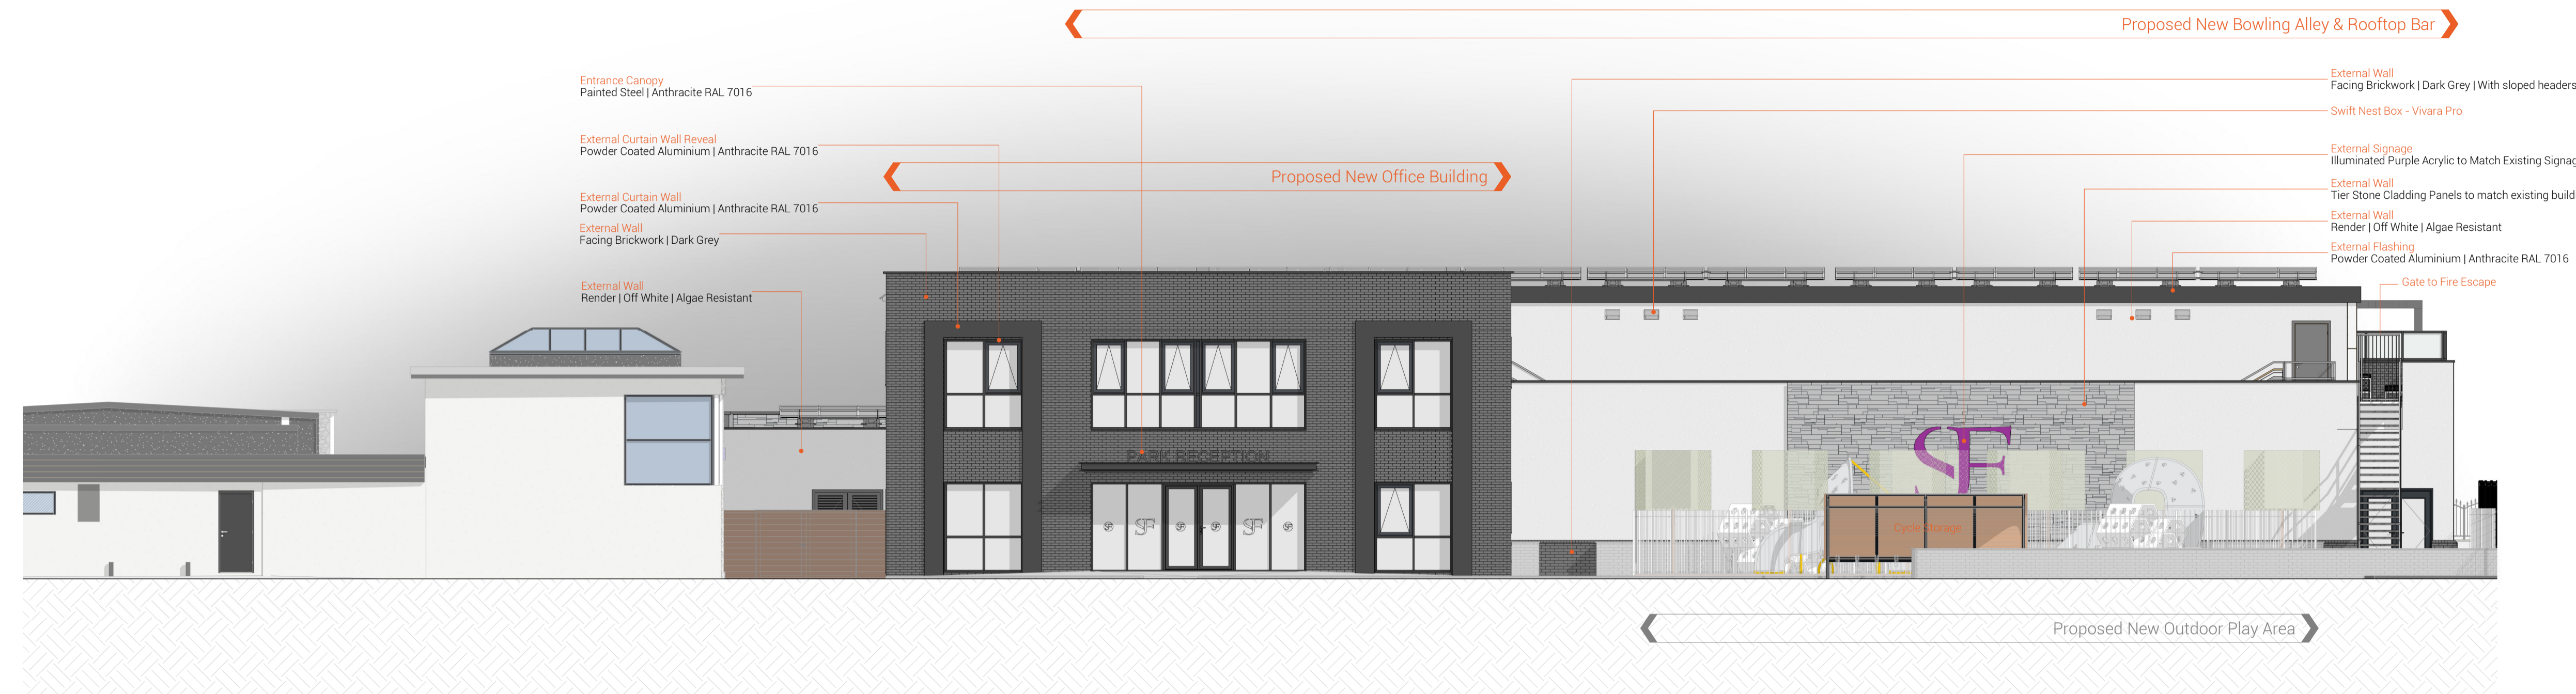 Proposed New Bowling Alley & Rooftop Bar
Entrance Canopy
Painted Steel | Anthracite RAL 7016
External Curtain Wall Reveal
Powder Coated Aluminium | Anthracite RAL 7016
Proposed New Office Building
External Curtain Wall
Powder Coated Aluminium | Anthracite RAL 7016
External Wall
Facing Brickwork | Dark Grey
External Wall
Render | Off White | Algae Resistant
External Wall
Facing Brickwork | Dark Grey | With sloped headers
Swift Nest Box - Vivara Pro
External Signage
Illuminated Purple Acrylic to Match Existing Signag
External Wall
Tier Stone Cladding Panels to match existing build
External Wall
Render | Off White | Algae Resistant
External Flashing
Powder Coated Aluminium | Anthracite RAL 7016
Gate to Fire Escape
PARK RECEPTION
SF
SF
SF
Cycle Storage
Proposed New Outdoor Play Area